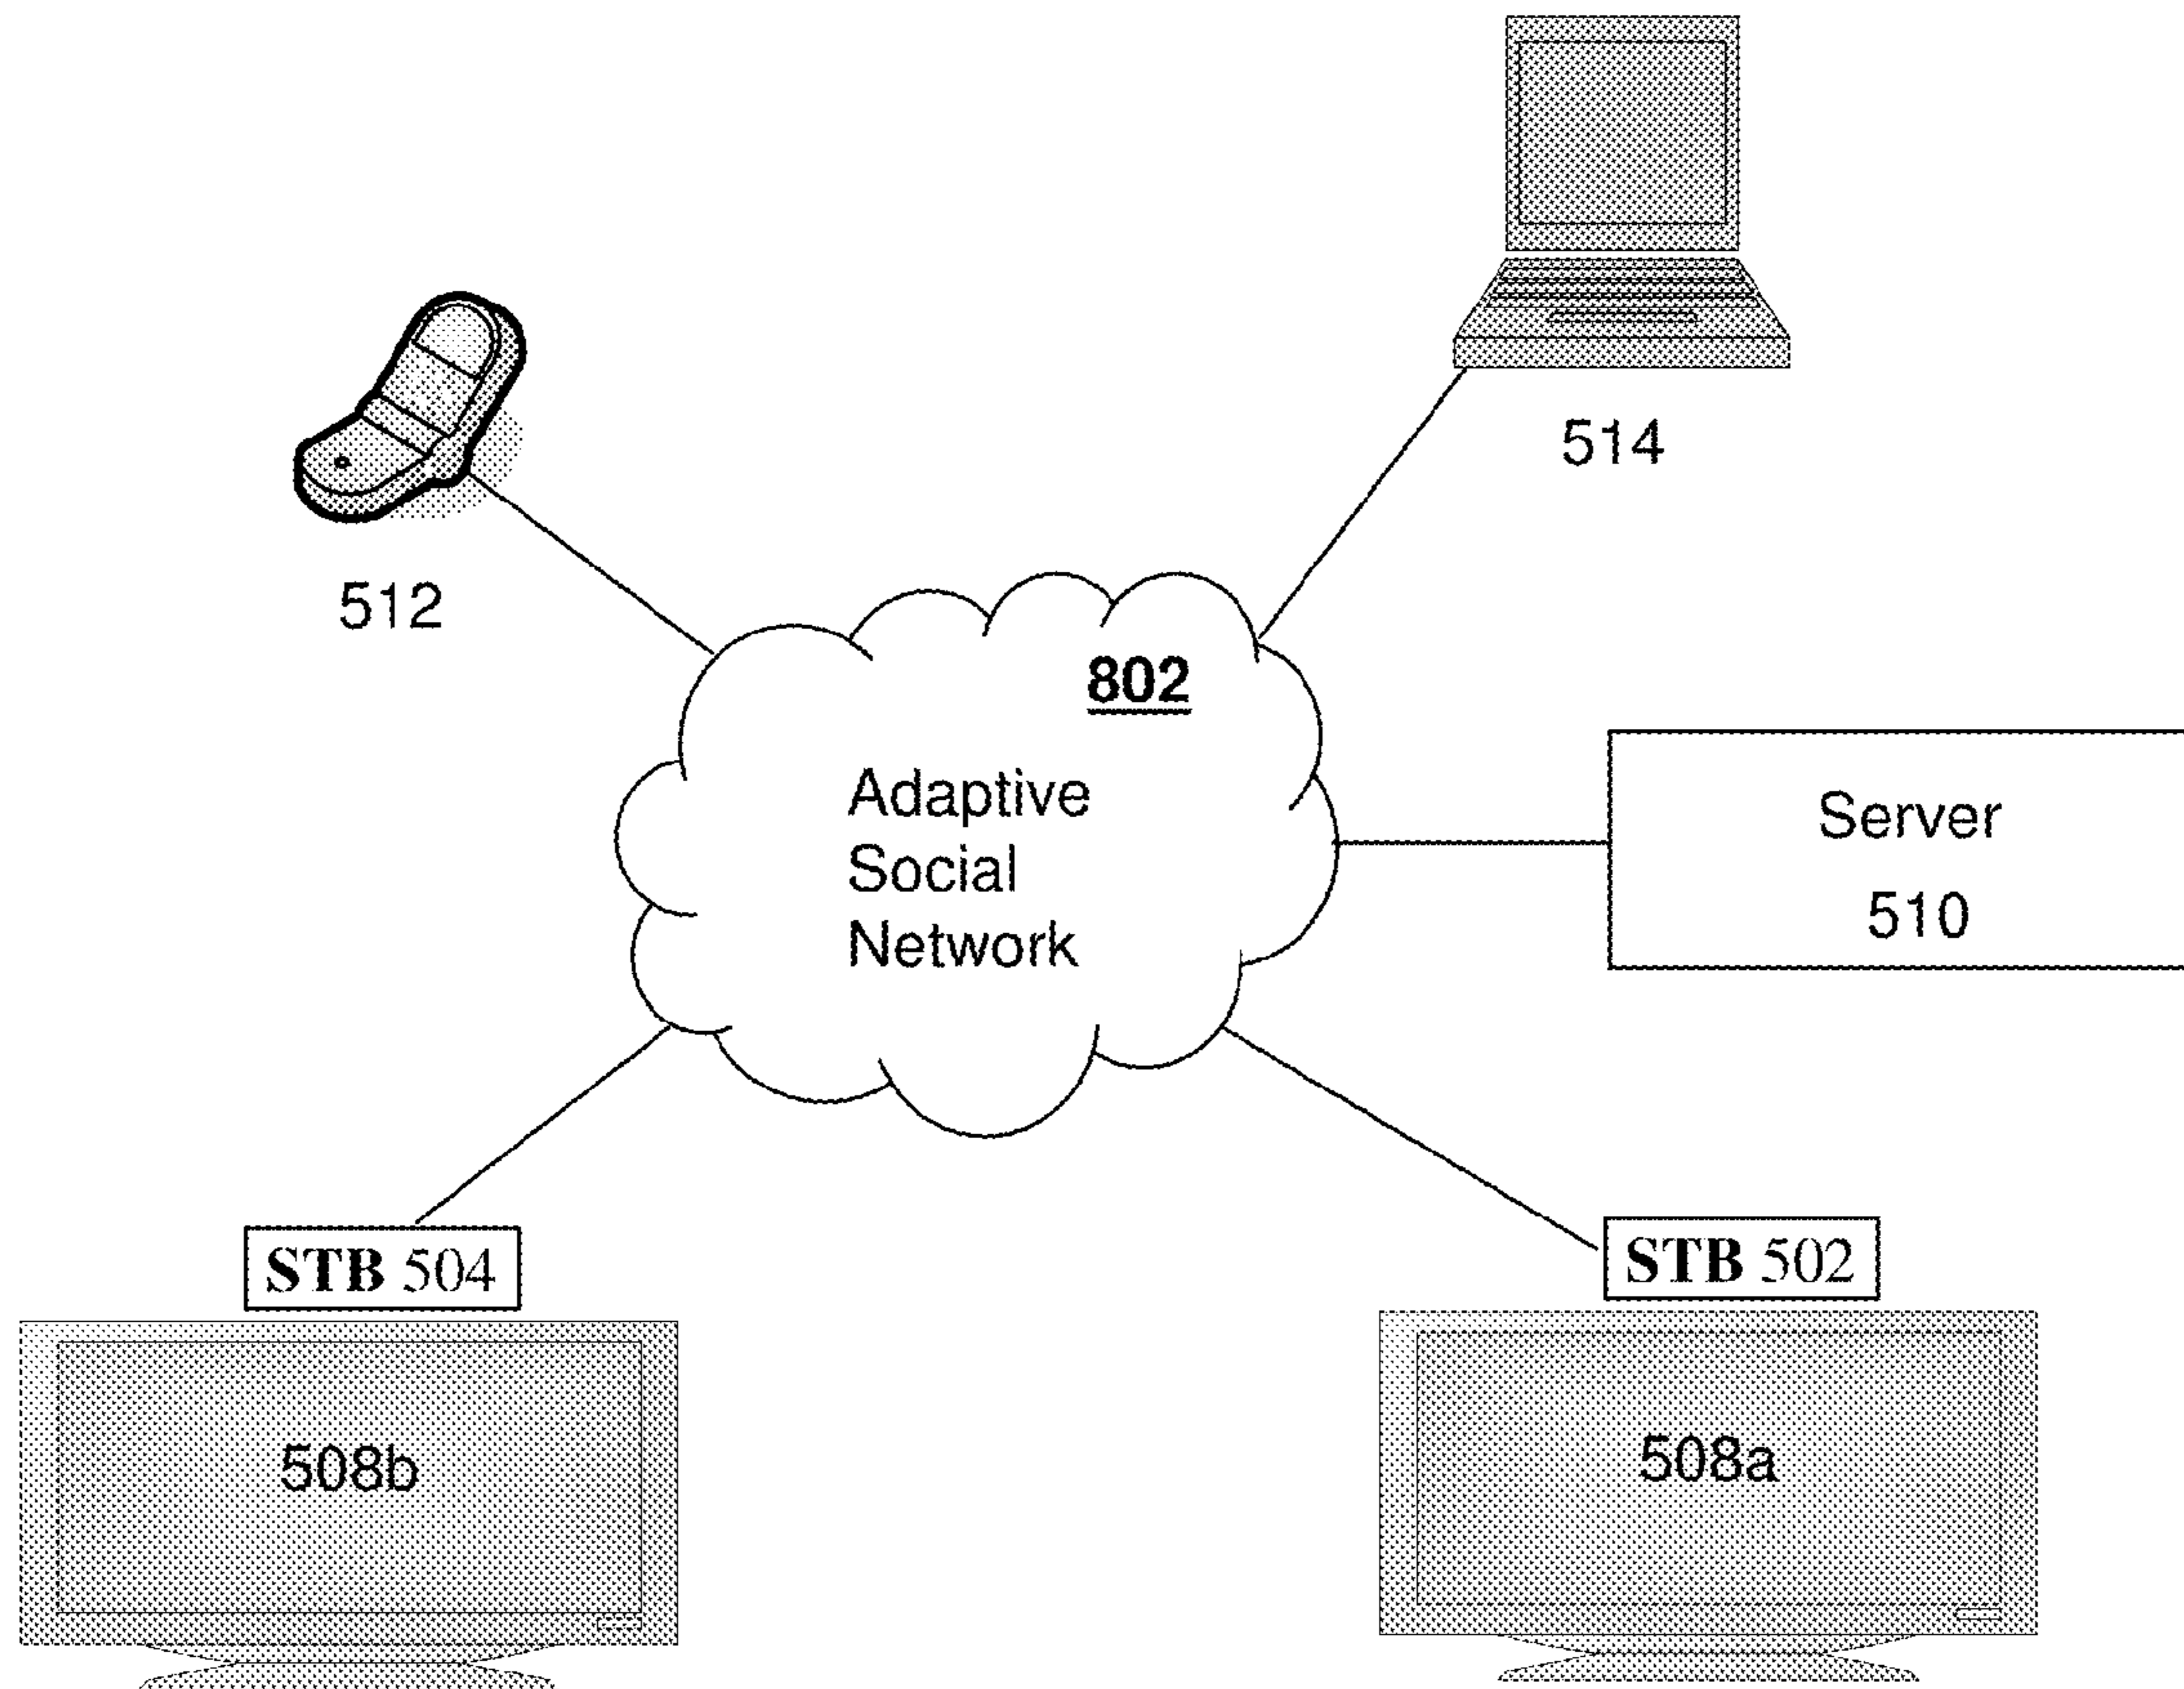 514
512
802
Adaptive
Social
Network
Server
510
STB 504
STB 502
508b
508a